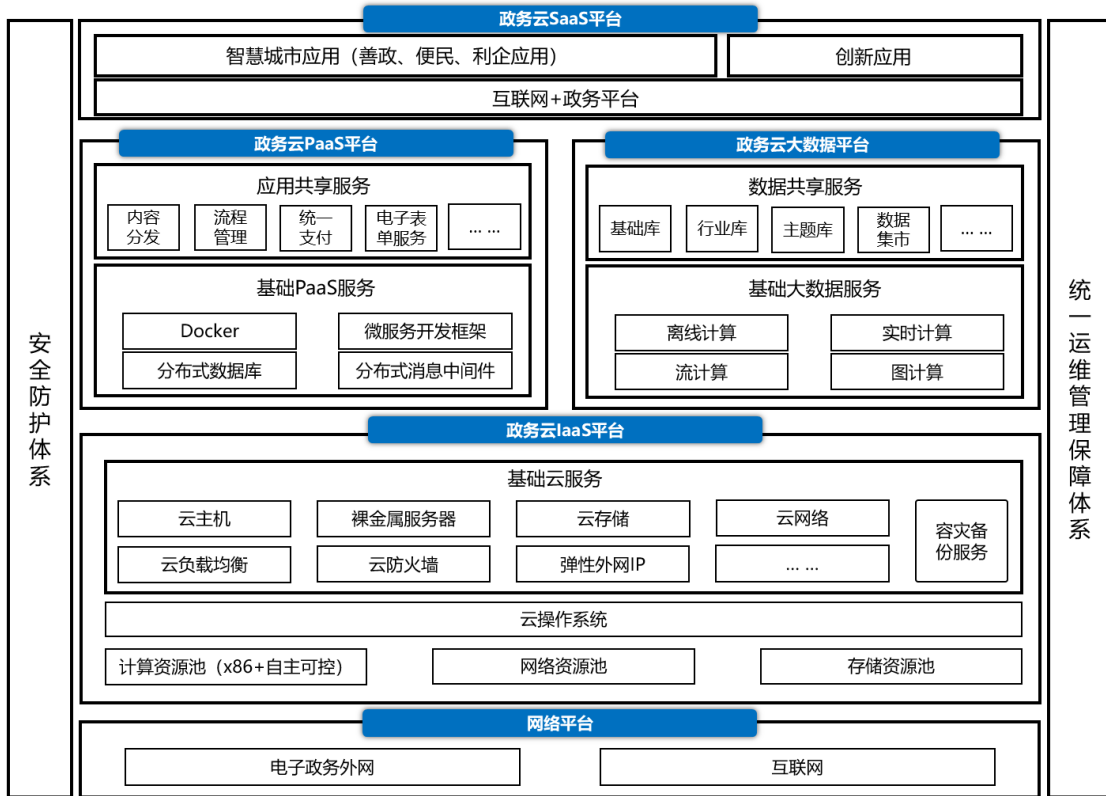 政务云SaaS平台
智慧城市应用（善政、便民、利企应用）
创新应用
互联网+政务平台
政务云PaaS平台
应用共享服务
内容
分发
流程
管理
统一
支付
电子表
单服务
... ...
基础PaaS服务
Docker
微服务开发框架
分布式数据库
分布式消息中间件
政务云大数据平台
数据共享服务
基础库
行业库
主题库
数据
集市
... ...
基础大数据服务
离线计算
实时计算
流计算
图计算
政务云IaaS平台
基础云服务
云主机
裸金属服务器
云存储
云网络
云负载均衡
云防火墙
弹性外网IP
... ...
容灾备
份服务
云操作系统
计算资源池（x86+自主可控）
网络资源池
存储资源池
网络平台
电子政务外网
互联网
安全防护体系
统一运维管理保障体系